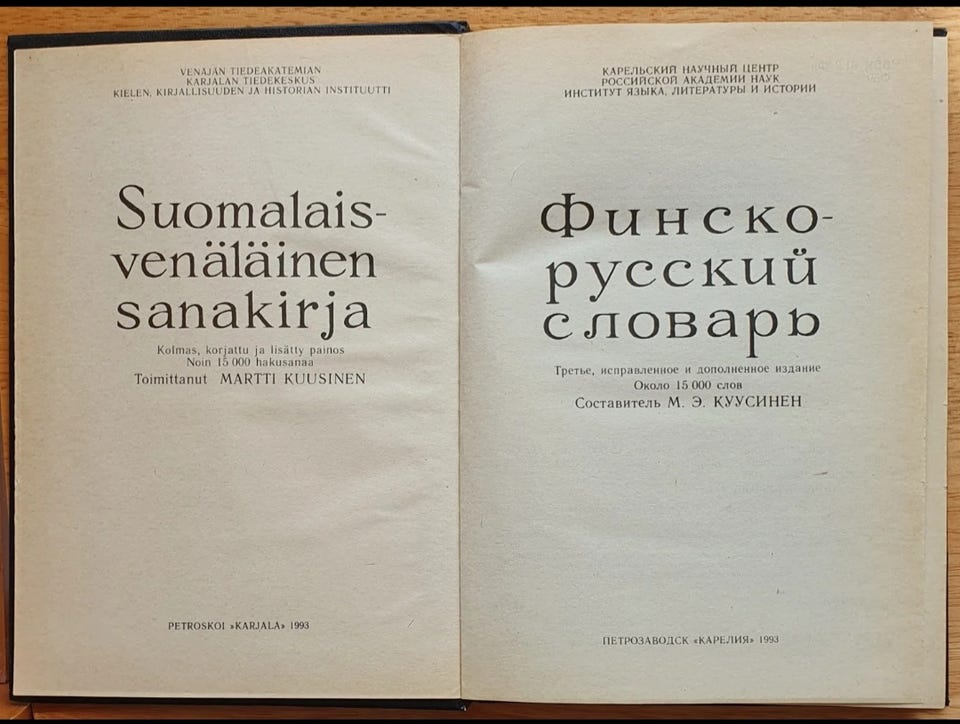 VENÄJÄN TIEDEAKATEMIAN
KARJALAN TIEDEKESKUS
KIELEN, KIRJALLISUUDEN JA HISTORIAN INSTITUUTTI
Suomalais-
venäläinen
sanakirja
Kolmas, korjattu ja lisätty painos
Noin 15 000 hakusanaa
Toimittanut MARTTI KUUSINEN
PETROSKOI »KARJALA» 1993
КАРЕЛЬСКИЙ НАУЧНЫЙ ЦЕНТР
РОССИЙСКОЙ АКАДЕМИИ НАУК
ИНСТИТУТ ЯЗЫКА, ЛИТЕРАТУРЫ И ИСТОРИИ
Финско-
русский
словарь
Третье, исправленное и дополненное издание
Около 15 000 слов
Составитель М. Э. КУУСИНЕН
ПЕТРОЗАВОДСК «КАРЕЛИЯ» 1993